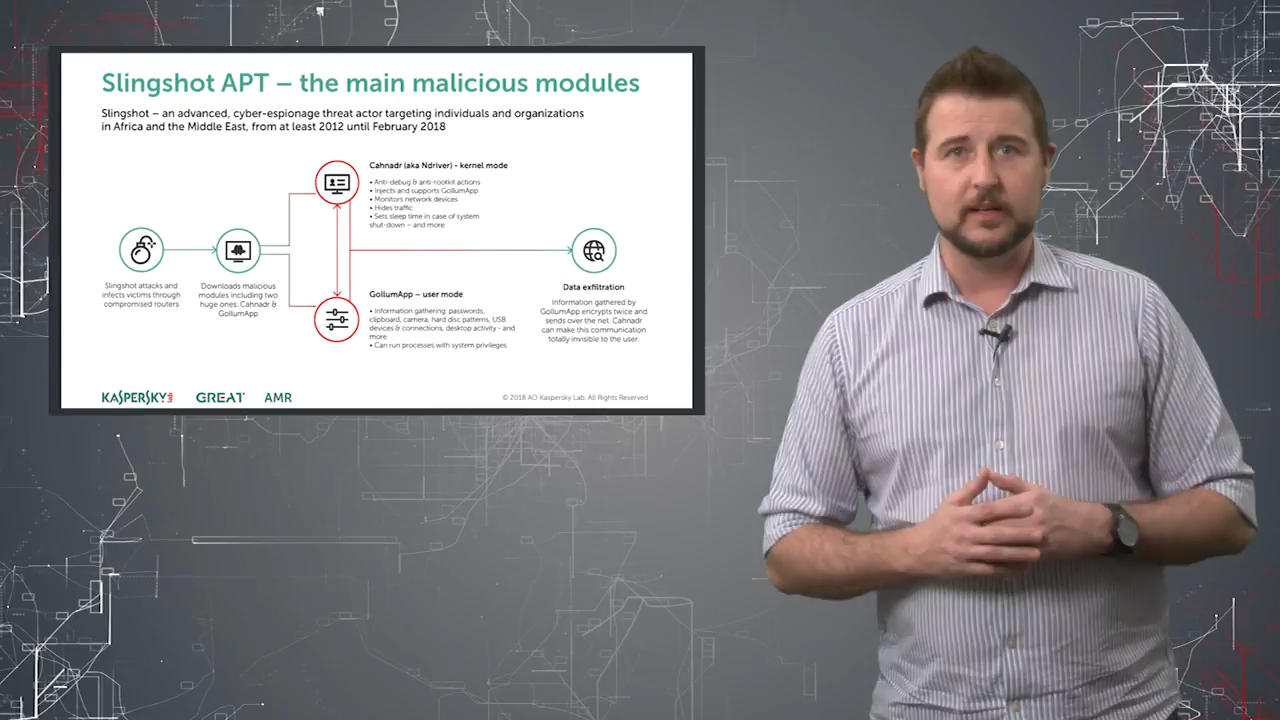 Slingshot APT – the main malicious modules
Slingshot – an advanced, cyber-espionage threat actor targeting individuals and organizations
in Africa and the Middle East, from at least 2012 until February 2018
Slingshot attacks and
infects victims through
compromised routers
Downloads malicious
modules including two
huge ones: Cahnadr &
GollumApp
Cahnadr (aka Ndriver) - kernel mode
• Anti-debug & anti-rootkit actions
• Injects and supports GollumApp
• Monitors network devices
• Hides traffic
• Sets sleep time in case of system
shut-down – and more
GollumApp – user mode
• Information gathering: passwords,
clipboard, camera, hard disc patterns, USB
devices & connections, desktop activity - and
more
• Can run processes with system privileges
Data exfiltration
Information gathered by
GollumApp encrypts twice and
sends over the net. Cahnadr
can make this communication
totally invisible to the user.
KASPERSKY lab GREAT AMR
© 2018 AO Kaspersky Lab. All Rights Reserved